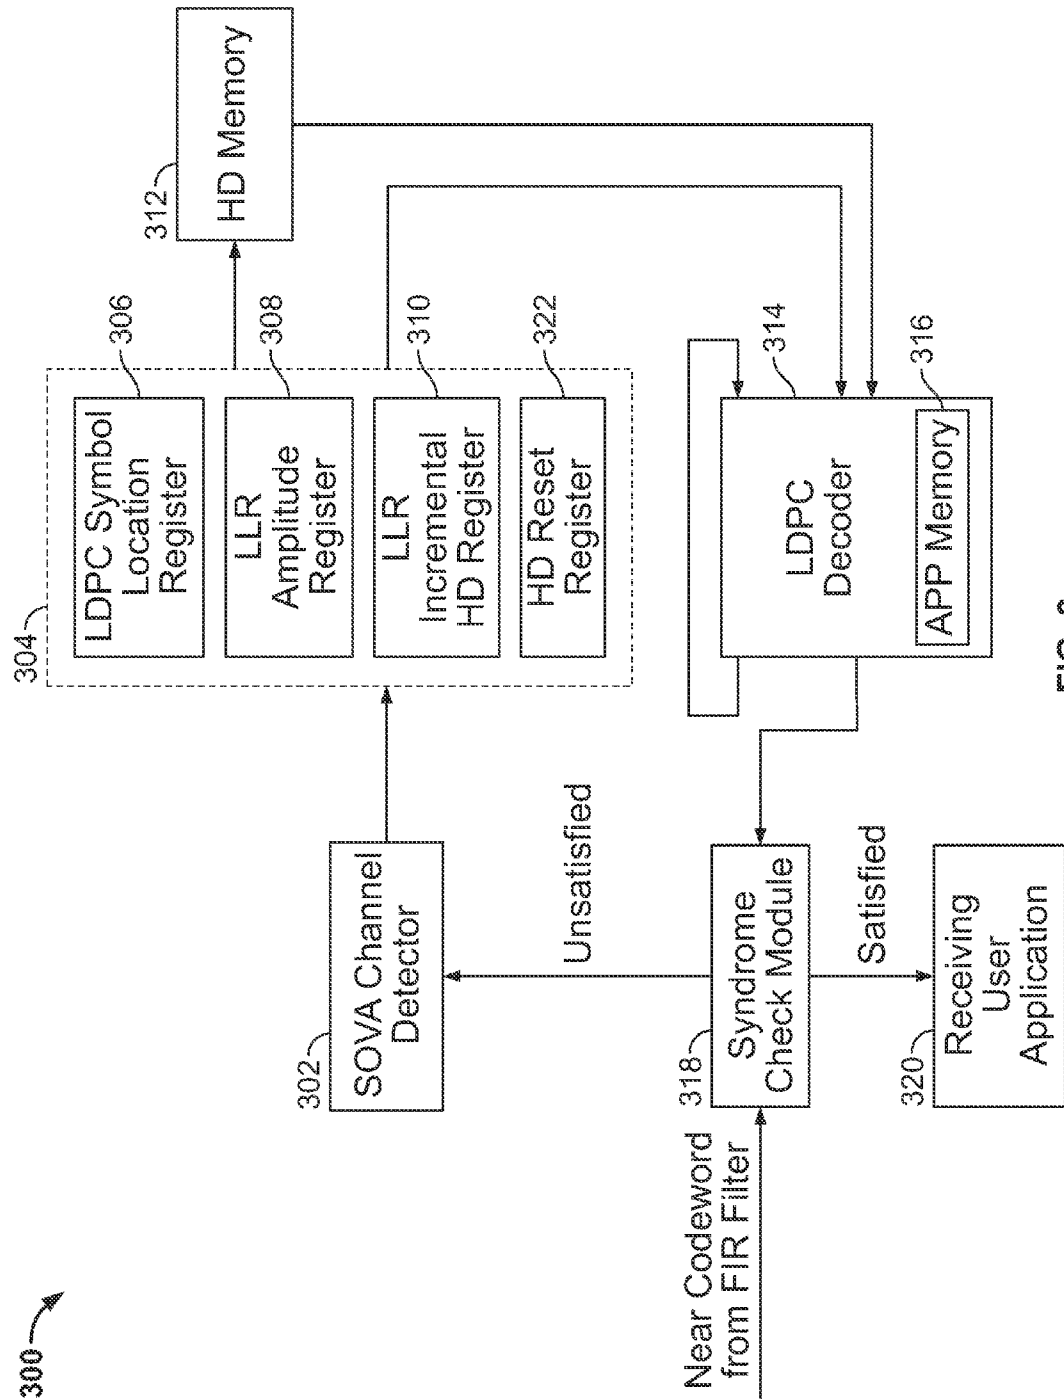 300
304
LDPC Symbol
Location
Register
306
LLR
Amplitude
Register
308
LLR
Incremental
HD Register
310
HD Reset
Register
322
312
HD Memory
302
SOVA Channel
Detector
Unsatisfied
Near Codeword
from FIR Filter
318
Syndrome
Check Module
Satisfied
320
Receiving
User
Application
LDPC
Decoder
314
APP Memory
316